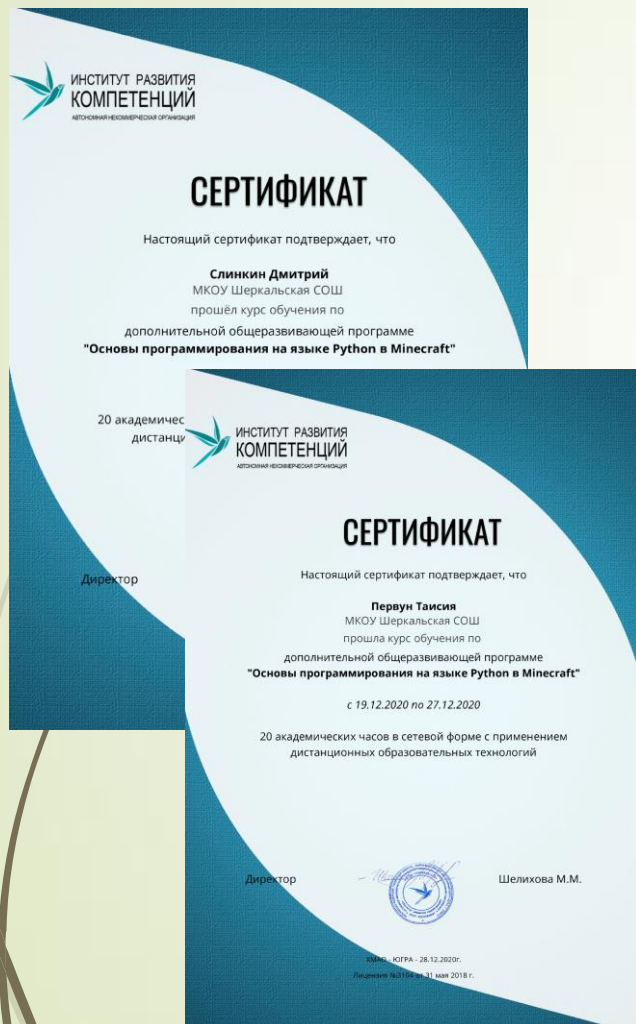 ИНСТИТУТ РАЗВИТИЯ
КОМПЕТЕНЦИЙ
АВТОНОМНАЯ НЕКОММЕРЧЕСКАЯ ОРГАНИЗАЦИЯ
СЕРТИФИКАТ
Настоящий сертификат подтверждает, что
Слинкин Дмитрий
МКОУ Шеркальская СОШ
прошёл курс обучения по
дополнительной общеразвивающей программе
"Основы программирования на языке Python в Minecraft"
20 академичес
дистанци
Директор
ИНСТИТУТ РАЗВИТИЯ
КОМПЕТЕНЦИЙ
АВТОНОМНАЯ НЕКОММЕРЧЕСКАЯ ОРГАНИЗАЦИЯ
СЕРТИФИКАТ
Настоящий сертификат подтверждает, что
Первун Таисия
МКОУ Шеркальская СОШ
прошла курс обучения по
дополнительной общеразвивающей программе
"Основы программирования на языке Python в Minecraft"
с 19.12.2020 по 27.12.2020
20 академических часов в сетевой форме с применением
дистанционных образовательных технологий
Директор Шелихова М.М.
ХМАО - ЮГРА - 28.12.2020г.
Лицензия №3104 от 31 мая 2018 г.